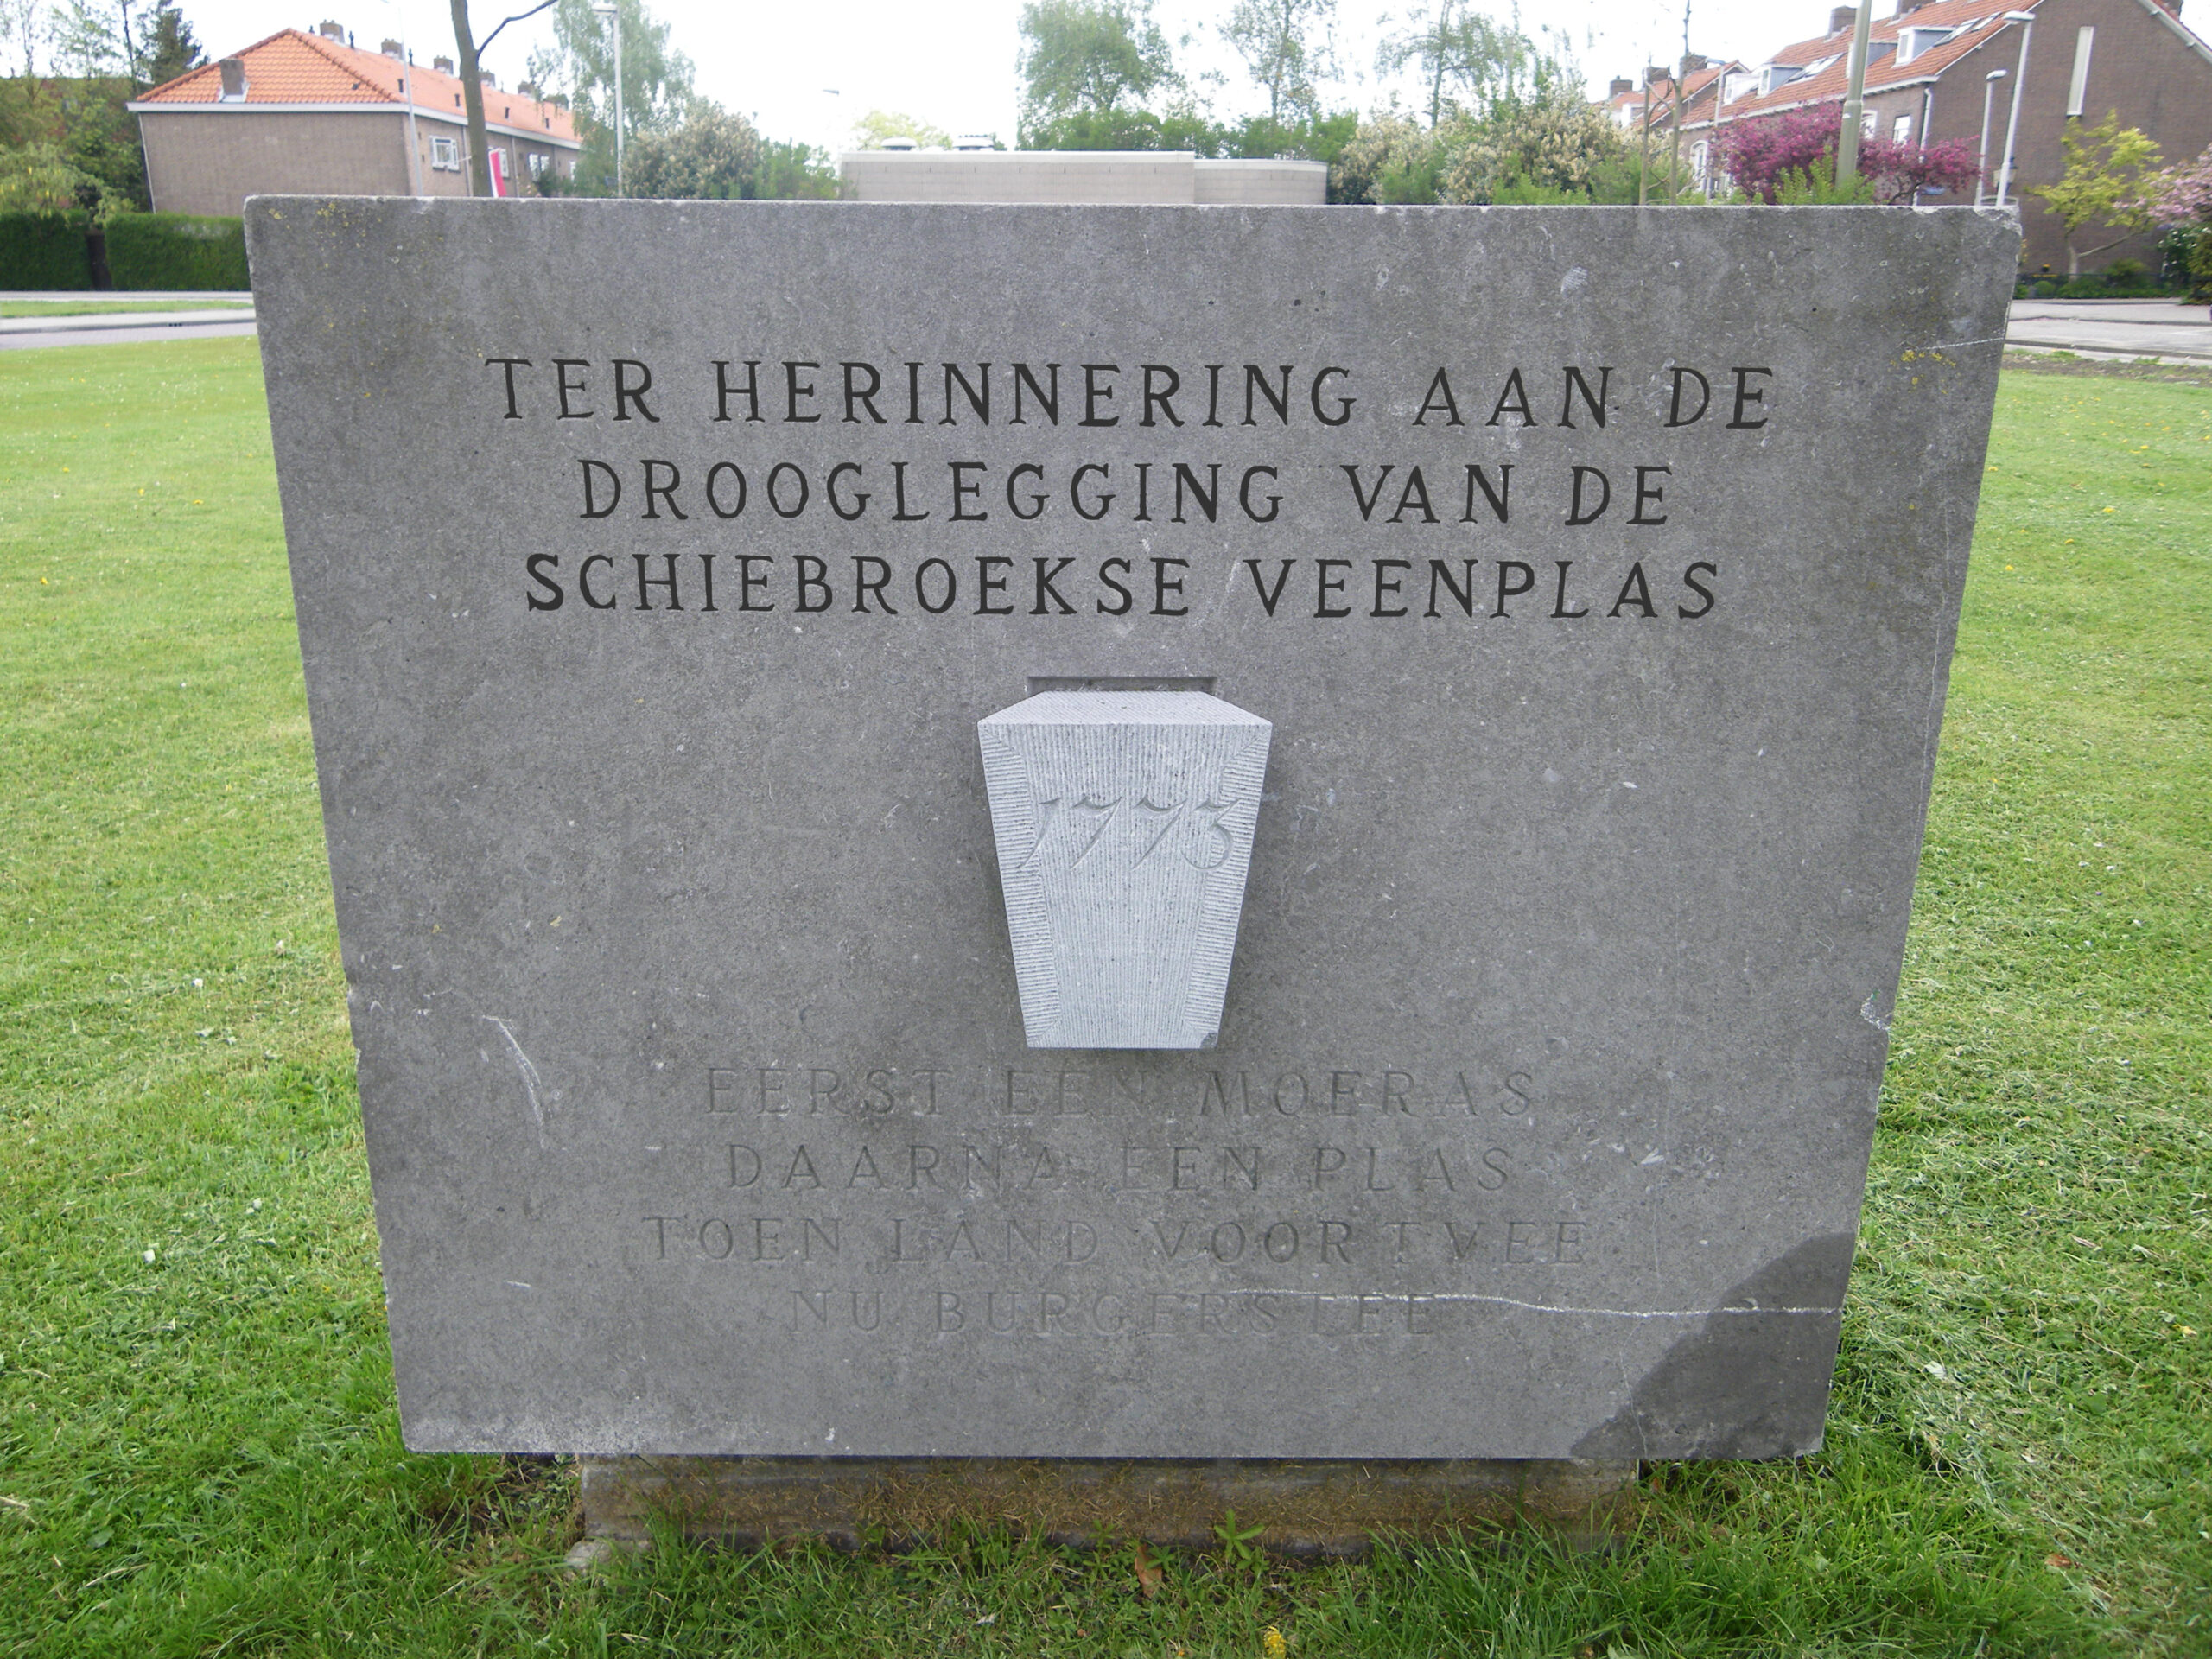 TER HERINNERING AAN DE
DROOGLEGGING VAN DE
SCHIEBROEKSE VEENPLAS
1773
EERST EEN MOERAS
DAARNA EEN PLAS
TOEN LAND VOOR TVEE
NU BURGERSTEE